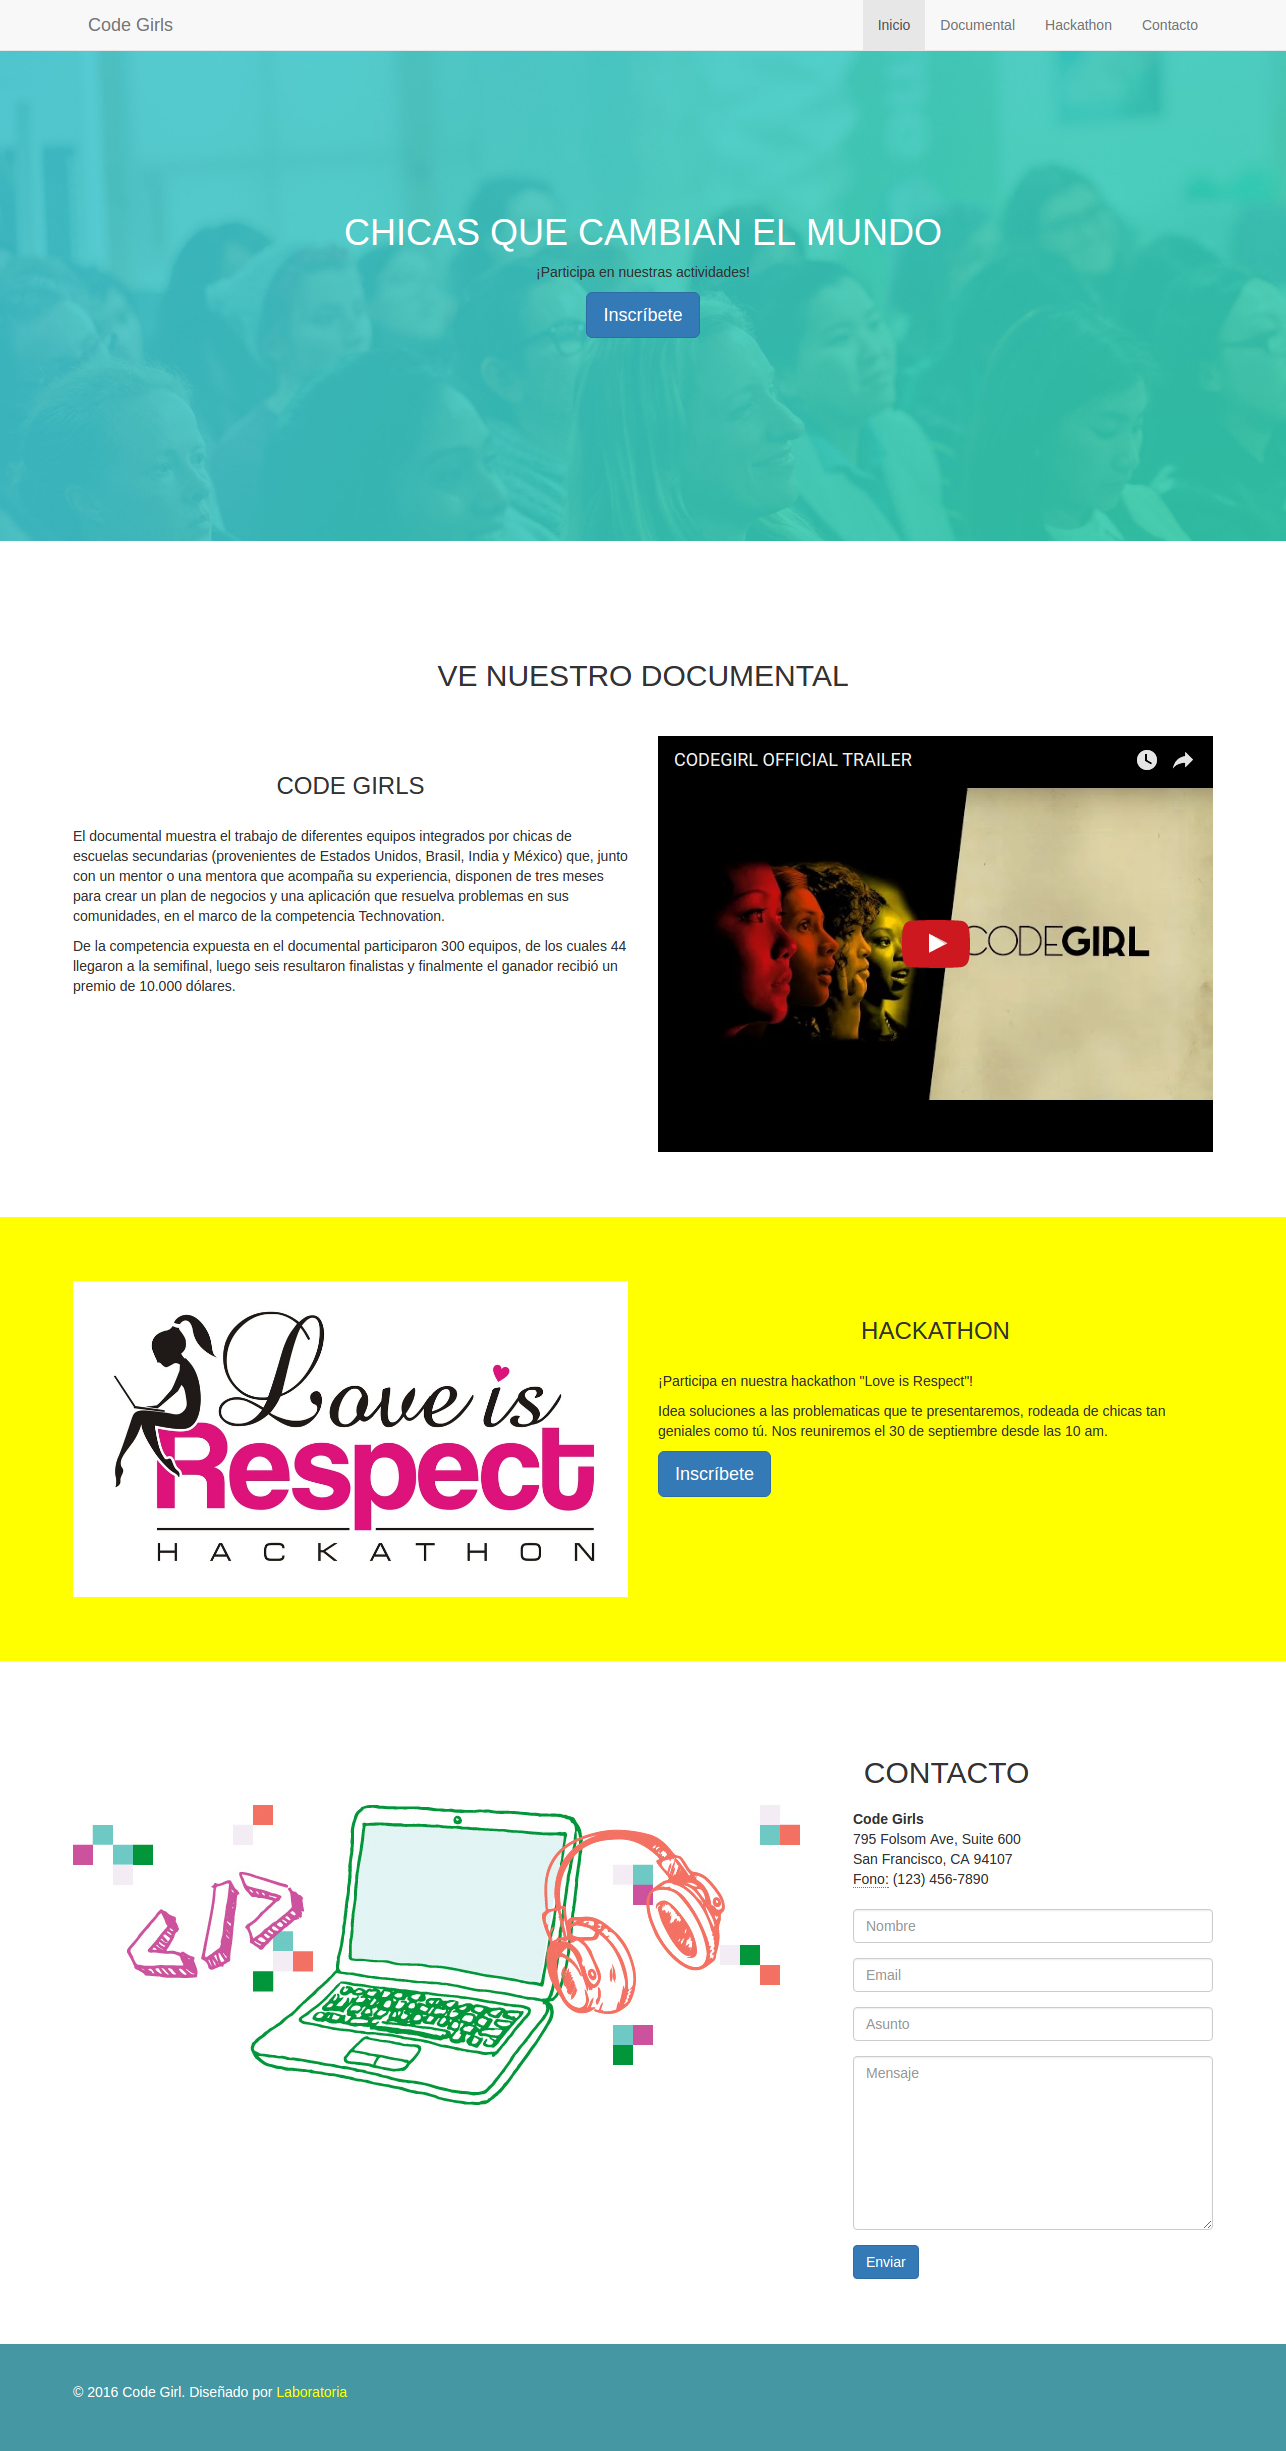 Code Girls
Inicio
Documental
Hackathon
Contacto
CHICAS QUE CAMBIAN EL MUNDO
¡Participa en nuestras actividades!
Inscríbete
VE NUESTRO DOCUMENTAL
CODE GIRLS
El documental muestra el trabajo de diferentes equipos integrados por chicas de
escuelas secundarias (provenientes de Estados Unidos, Brasil, India y México) que, junto
con un mentor o una mentora que acompaña su experiencia, disponen de tres meses
para crear un plan de negocios y una aplicación que resuelva problemas en sus
comunidades, en el marco de la competencia Technovation.
De la competencia expuesta en el documental participaron 300 equipos, de los cuales 44
llegaron a la semifinal, luego seis resultaron finalistas y finalmente el ganador recibió un
premio de 10.000 dólares.
CODEGIRL OFFICIAL TRAILER
CODEGIRL
Love is
Respect
HACKATHON
HACKATHON
¡Participa en nuestra hackathon "Love is Respect"!
Idea soluciones a las problematicas que te presentaremos, rodeada de chicas tan
geniales como tú. Nos reuniremos el 30 de septiembre desde las 10 am.
Inscríbete
CONTACTO
Code Girls
795 Folsom Ave, Suite 600
San Francisco, CA 94107
Fono: (123) 456-7890
Nombre
Email
Asunto
Mensaje
Enviar
© 2016 Code Girl. Diseñado por Laboratoria